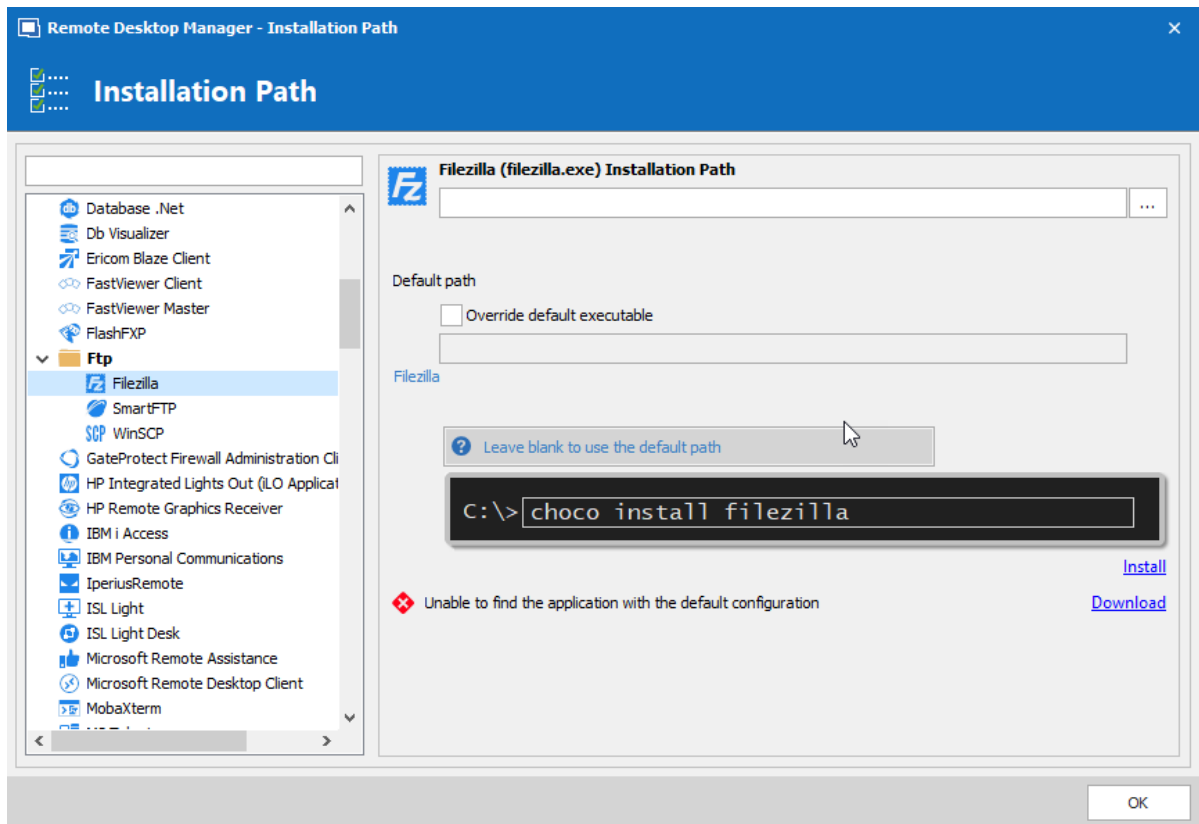 Remote Desktop Manager - Installation Path
Installation Path
Database .Net
Db Visualizer
Ericom Blaze Client
FastViewer Client
FastViewer Master
FlashFXP
Ftp
Filezilla
SmartFTP
WinSCP
GateProtect Firewall Administration Cli
HP Integrated Lights Out (iLO Applicat
HP Remote Graphics Receiver
IBM i Access
IBM Personal Communications
IperiusRemote
ISL Light
ISL Light Desk
Microsoft Remote Assistance
Microsoft Remote Desktop Client
MobaXterm
Filezilla (filezilla.exe) Installation Path
...
Default path
Override default executable
Filezilla
Leave blank to use the default path
C:\>choco install filezilla
Install
Unable to find the application with the default configuration
Download
OK